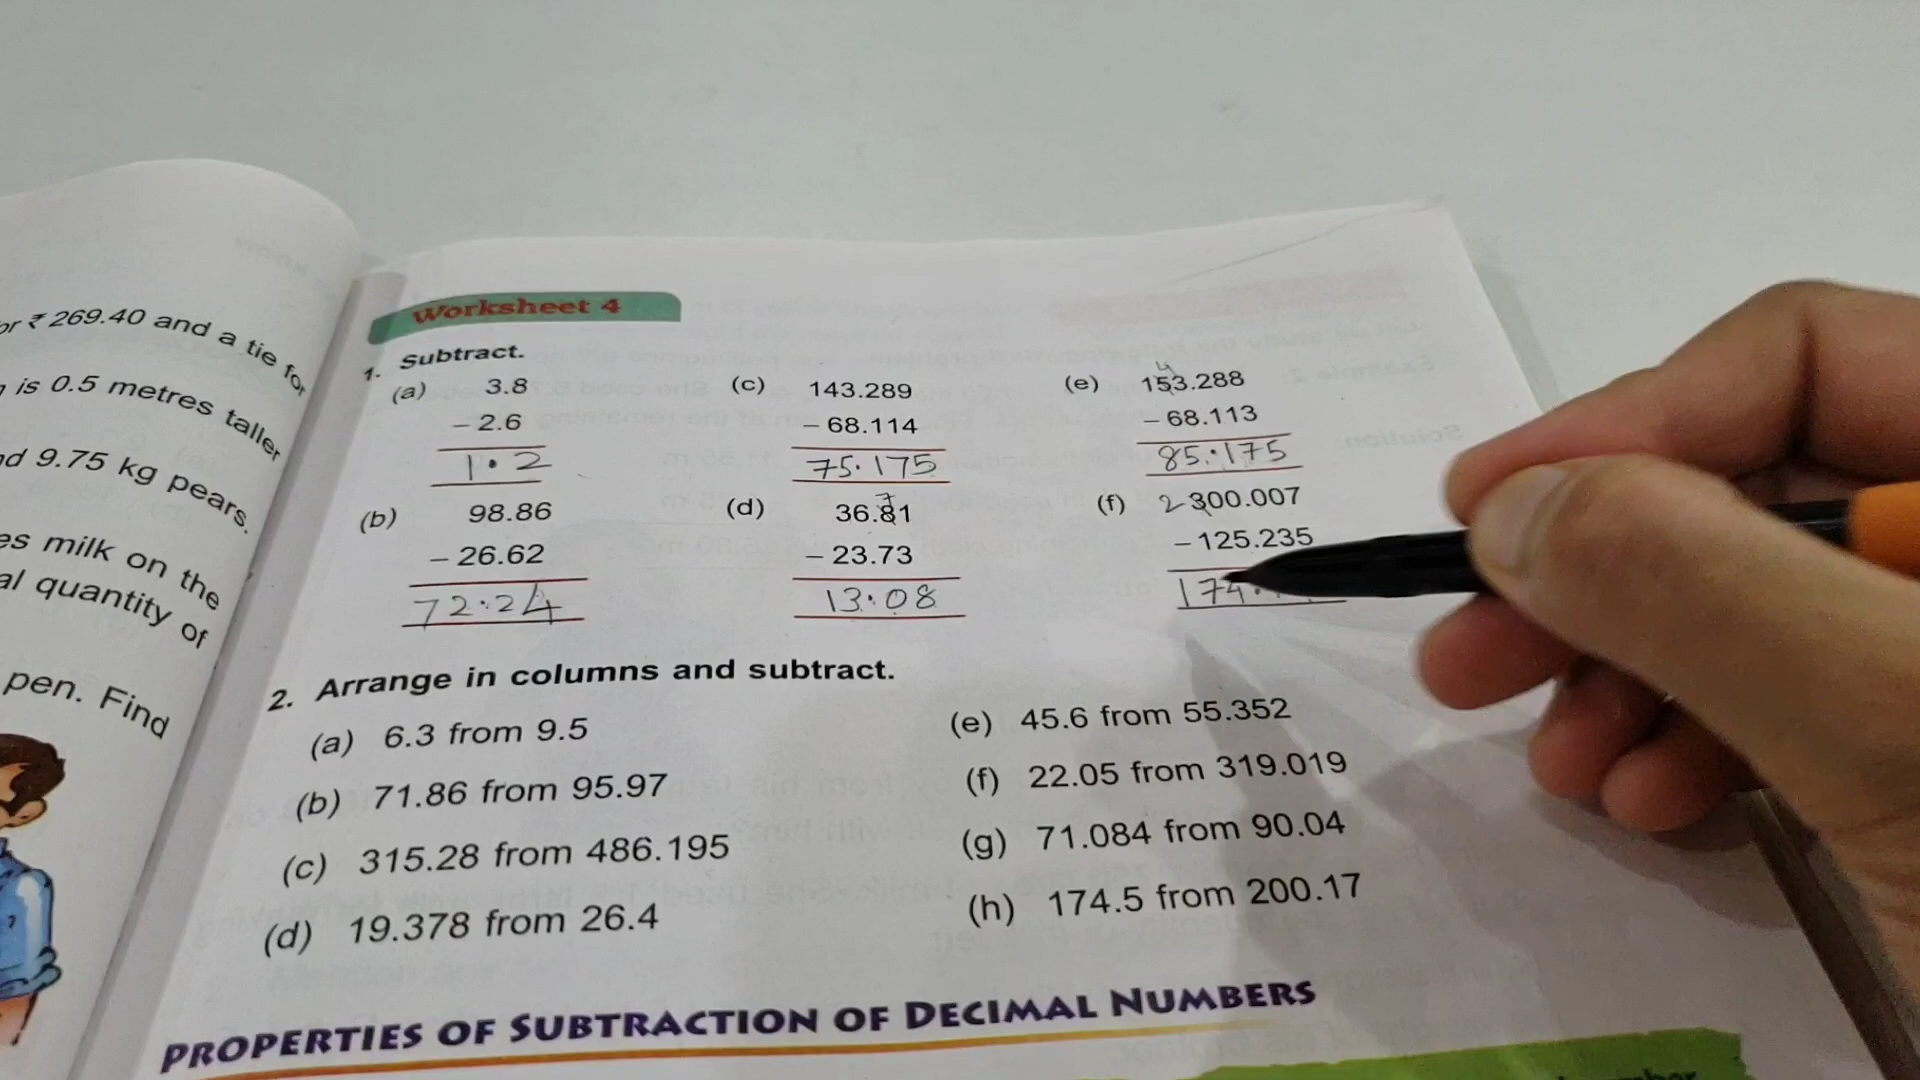 or ₹ 269.40 and a tie for
is 0.5 metres taller
d 9.75 kg pears.
es milk on the
al quantity of
pen. Find
Worksheet 4
1. Subtract.
(a) 3.8
– 2.6
1.2
(b) 98.86
– 26.62
72.24
(c) 143.289
– 68.114
75.175
(d) 36.81
7
– 23.73
13.08
4
(e) 153.288
– 68.113
85.175
(f) 2 300.007
– 125.235
174.
2. Arrange in columns and subtract.
(a) 6.3 from 9.5
(b) 71.86 from 95.97
(c) 315.28 from 486.195
(d) 19.378 from 26.4
(e) 45.6 from 55.352
(f) 22.05 from 319.019
(g) 71.084 from 90.04
(h) 174.5 from 200.17
PROPERTIES OF SUBTRACTION OF DECIMAL NUMBERS